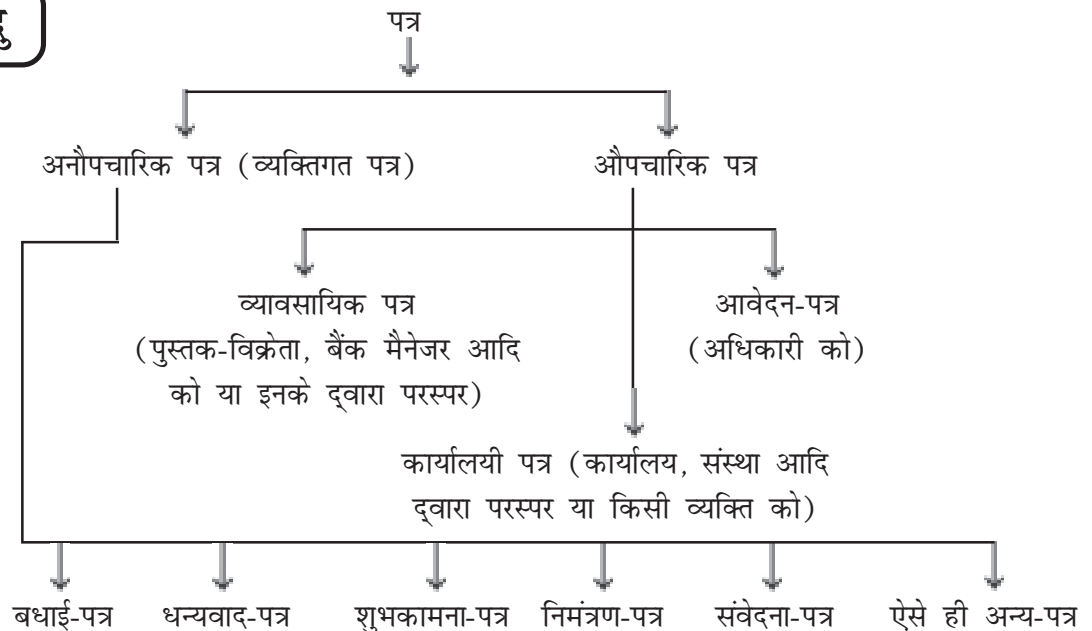 पत्र
अनौपचारिक पत्र (व्यक्तिगत पत्र)
औपचारिक पत्र
व्यावसायिक पत्र
(पुस्तक-विक्रेता, बैंक मैनेजर आदि
को या इनके द्वारा परस्पर)
आवेदन-पत्र
(अधिकारी को)
कार्यालयी पत्र (कार्यालय, संस्था आदि
द्वारा परस्पर या किसी व्यक्ति को)
बधाई-पत्र
धन्यवाद-पत्र
शुभकामना-पत्र
निमंत्रण-पत्र
संवेदना-पत्र
ऐसे ही अन्य-पत्र